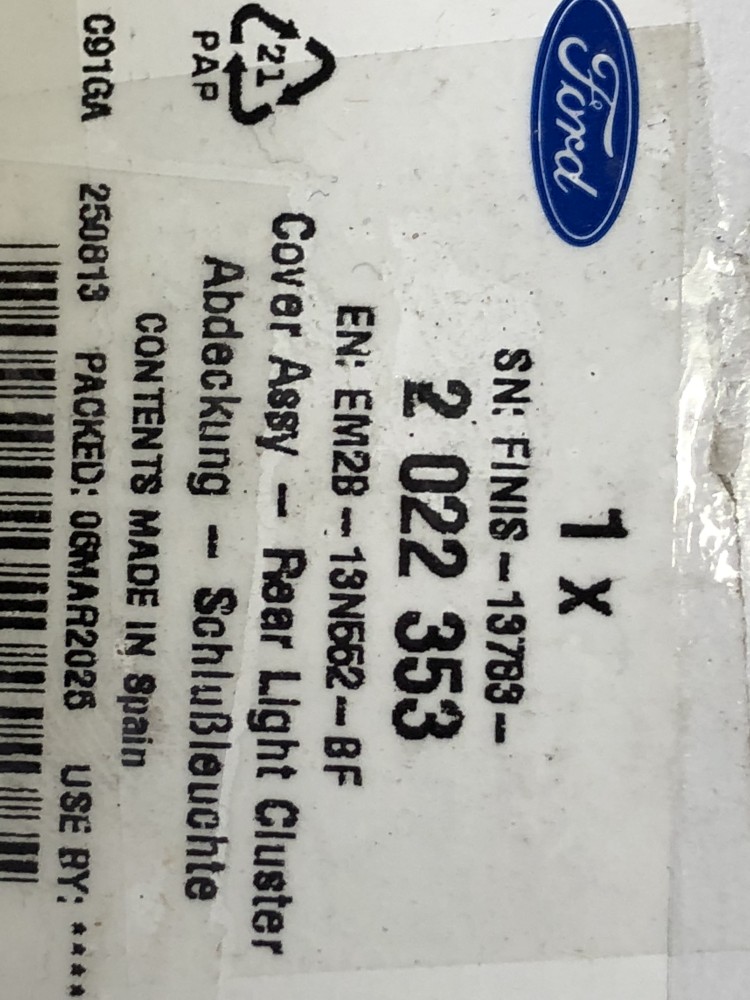 Ford
1 x
SN: FINIS-13783-
2 022 353
EN: EM2B-13N562-BF
Cover Assy - Rear Light Cluster
Abdeckung - Schlußleuchte
CONTENTS MADE IN Spain
21
PAP
C91GA 250813 PACKED: 06MAR2026 USE BY: ****